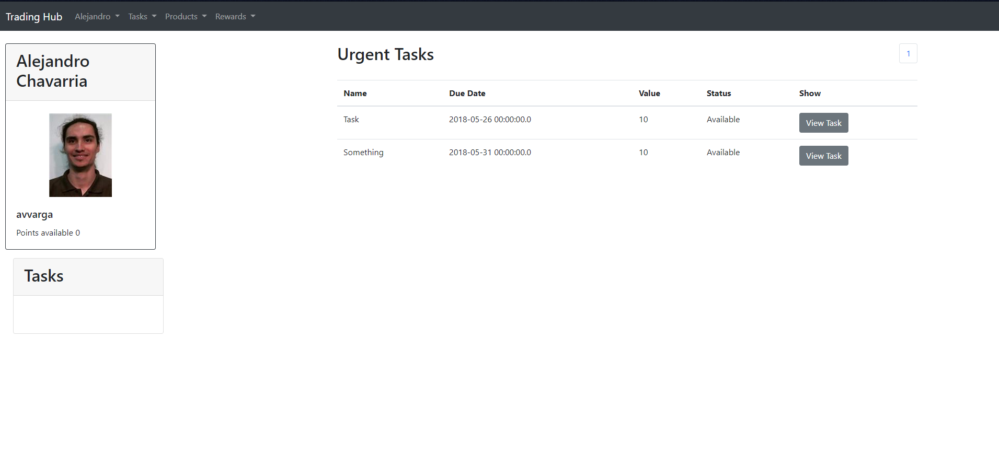 Trading Hub Alejandro Tasks Products Rewards
Alejandro
Chavarria
avvarga
Points available 0
Tasks
Urgent Tasks 1
Name Due Date Value Status Show
Task 2018-05-26 00:00:00.0 10 Available View Task
Something 2018-05-31 00:00:00.0 10 Available View Task